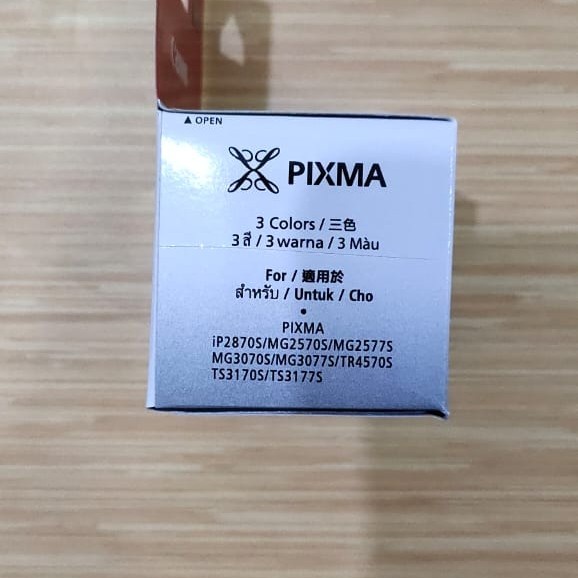 ▲ OPEN
PIXMA
3 Colors / 三色
3 สี / 3 warna / 3 Màu
For / 適用於
สำหรับ / Untuk / Cho
•
PIXMA
iP2870S/MG2570S/MG2577S
MG3070S/MG3077S/TR4570S
TS3170S/TS3177S